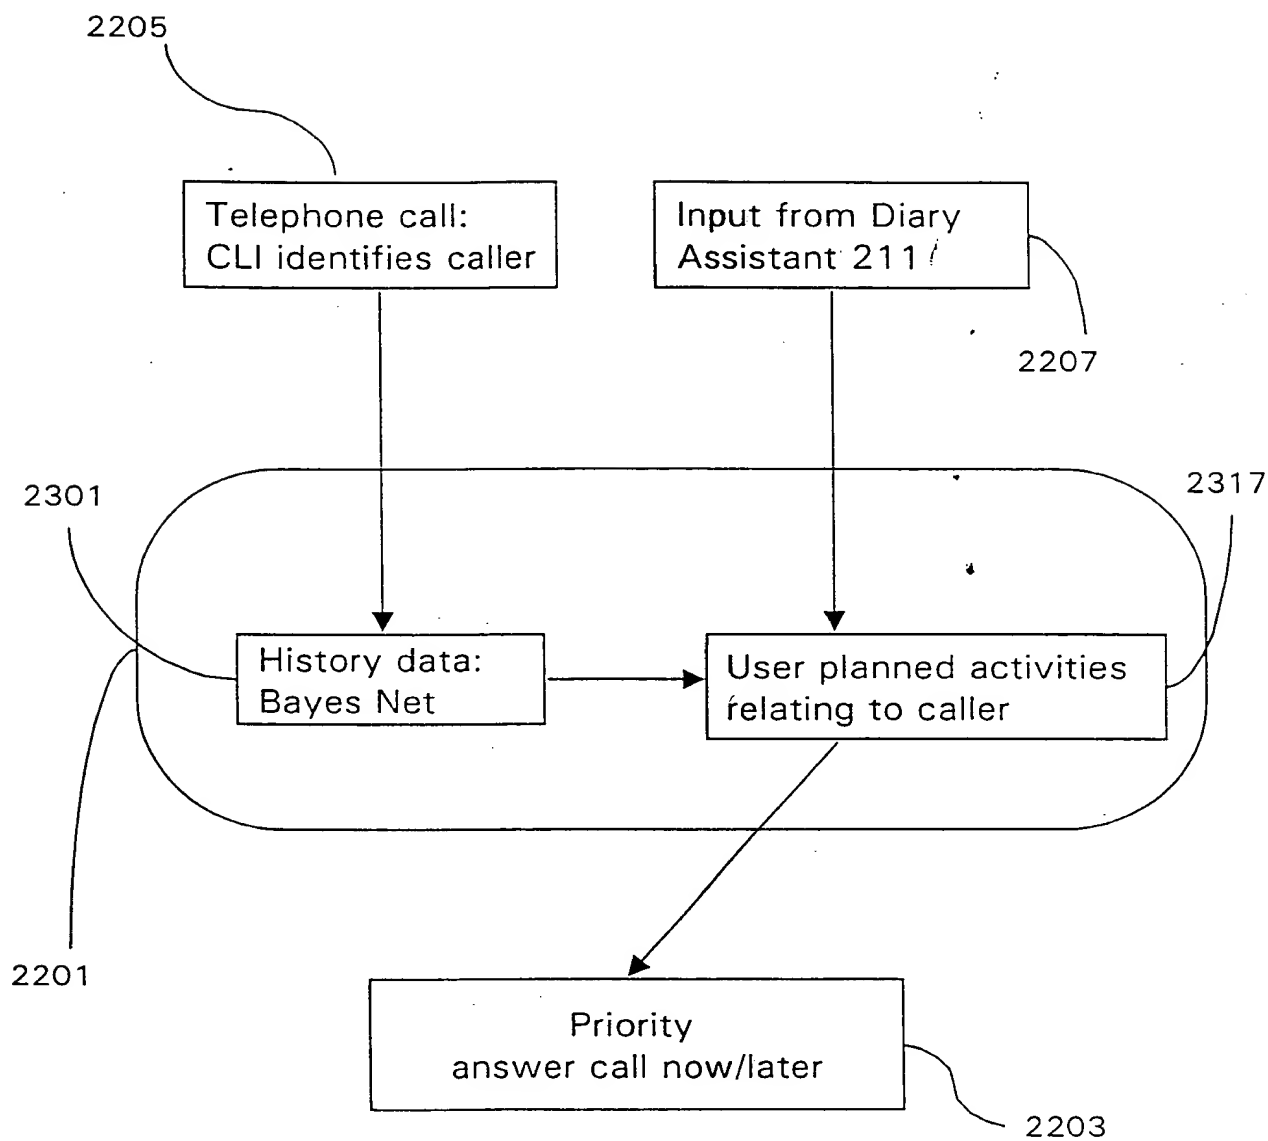 2205
Telephone call:
CLI identifies caller
Input from Diary
Assistant 211
2207
2301
2317
History data:
Bayes Net
User planned activities
relating to caller
2201
Priority
answer call now/later
2203